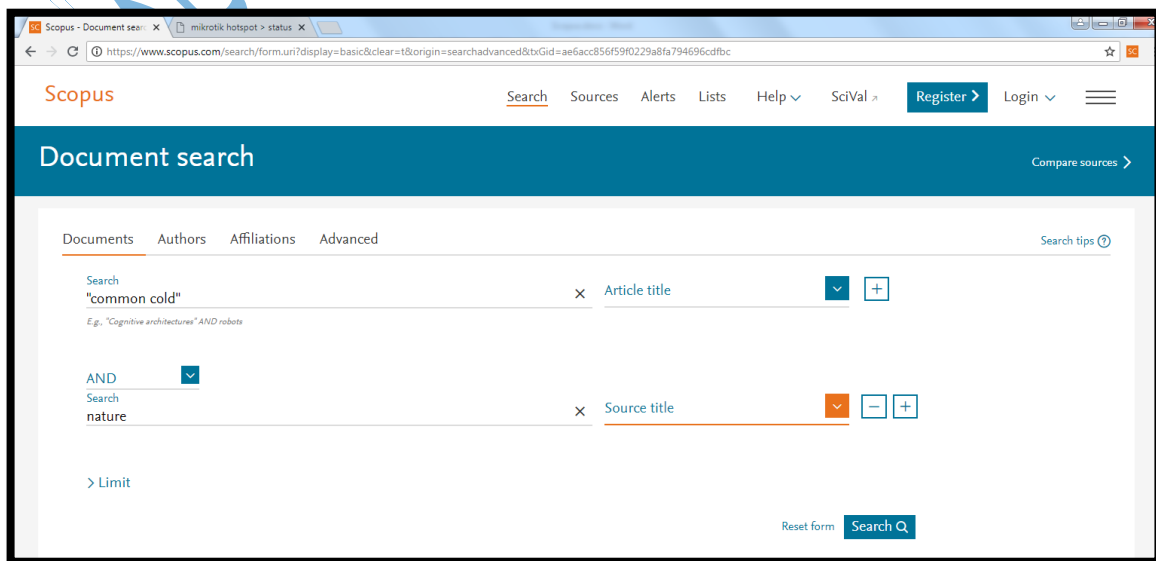 Scopus - Document sear
mikrotik hotspot > status
https://www.scopus.com/search/form.uri?display=basic&clear=t&origin=searchadvanced&txGid=ae6acc856f59f0229a8fa794696cdfbc
Scopus Search Sources Alerts Lists Help SciVal Register Login
Document search
Compare sources
Documents Authors Affiliations Advanced Search tips
Search
"common cold" Article title
E.g., "Cognitive architectures" AND robots
AND
Search
nature Source title
Limit
Reset form Search